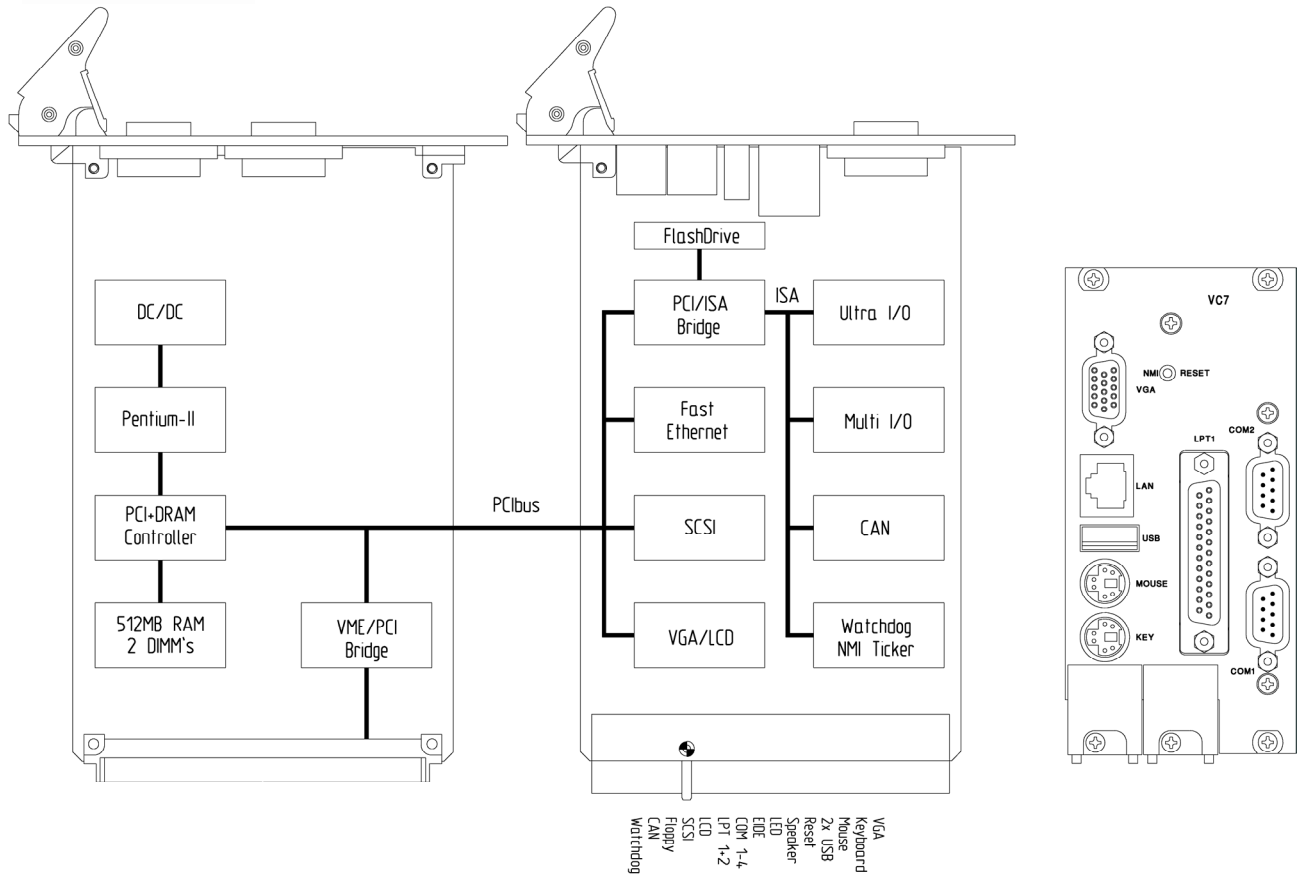 DC/DC
Pentium-II
PCI+DRAM
Controller
512MB RAM
2 DIMM's
VME/PCI
Bridge
PCIbus
FlashDrive
PCI/ISA
Bridge
ISA
Ultra I/O
Fast
Ethernet
Multi I/O
SCSI
CAN
VGA/LCD
Watchdog
NMI Ticker
VGA
Keyboard
Mouse
2x USB
Reset
Speaker
LED
EIDE
COM 1-4
LPT 1+2
LCD
SCSI
Floppy
CAN
Watchdog
VC7
NMI RESET
VGA
COM2
LPT1
LAN
USB
MOUSE
KEY
COM1